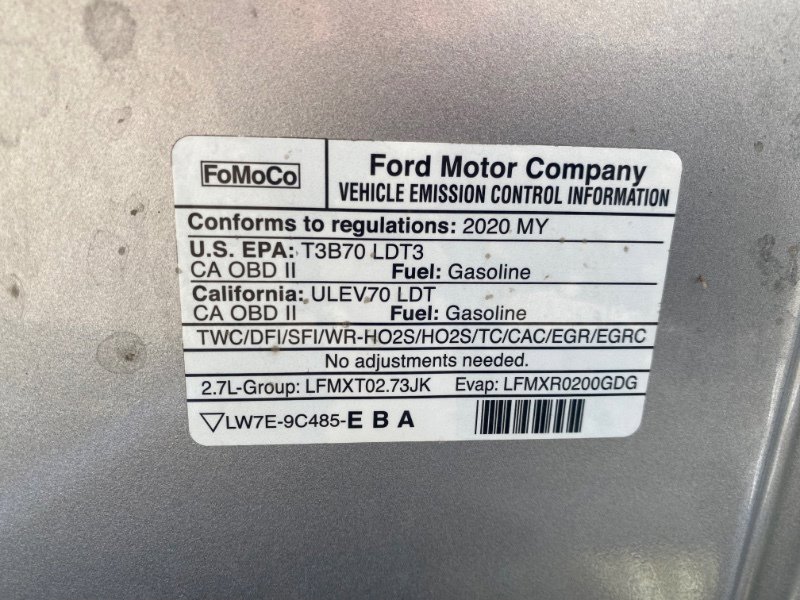 FoMoCo
Ford Motor Company
VEHICLE EMISSION CONTROL INFORMATION
Conforms to regulations: 2020 MY
U.S. EPA: T3B70 LDT3
CA OBD II Fuel: Gasoline
California: ULEV70 LDT
CA OBD II Fuel: Gasoline
TWC/DFI/SFI/WR-HO2S/HO2S/TC/CAC/EGR/EGRC
No adjustments needed.
2.7L-Group: LFMXT02.73JK Evap: LFMXR0200GDG
▽LW7E-9C485-E B A